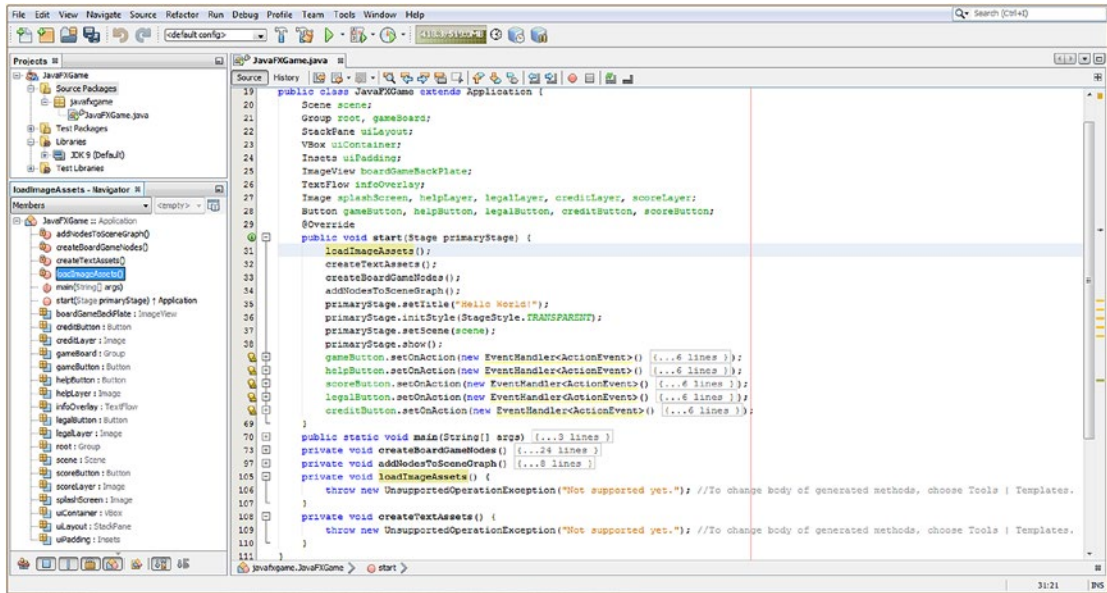 File Edit View Navigate Source Refactor Run Debug Profile Team Tools Window Help
Search (Ctrl+I)
<default config>
Projects
JavaFXGame
Source Packages
javafxgame
JavaFXGame.java
Test Packages
Libraries
JDK 9 (Default)
Test Libraries
loadImageAssets - Navigator
Members <empty>
JavaFXGame :: Application
addNodesToSceneGraph()
createBoardGameNodes()
createTextAssets()
loadImageAssets()
main(String[] args)
start(Stage primaryStage) ↑ Application
boardGameBackPlate : ImageView
creditButton : Button
creditLayer : Image
gameBoard : Group
gameButton : Button
helpButton : Button
helpLayer : Image
infoOverlay : TextFlow
legalButton : Button
legalLayer : Image
root : Group
scene : Scene
scoreButton : Button
scoreLayer : Image
splashScreen : Image
uiContainer : VBox
uiLayout : StackPane
uiPadding : Insets
JavaFXGame.java
Source History
19 public class JavaFXGame extends Application {
20 Scene scene;
21 Group root, gameBoard;
22 StackPane uiLayout;
23 VBox uiContainer;
24 Insets uiPadding;
25 ImageView boardGameBackPlate;
26 TextFlow infoOverlay;
27 Image splashScreen, helpLayer, legalLayer, creditLayer, scoreLayer;
28 Button gameButton, helpButton, legalButton, creditButton, scoreButton;
29 @Override
public void start(Stage primaryStage) {
31 loadImageAssets();
32 createTextAssets();
33 createBoardGameNodes();
34 addNodesToSceneGraph();
35 primaryStage.setTitle("Hello World!");
36 primaryStage.initStyle(StageStyle.TRANSPARENT);
37 primaryStage.setScene(scene);
38 primaryStage.show();
gameButton.setOnAction(new EventHandler<ActionEvent>() {...6 lines });
helpButton.setOnAction(new EventHandler<ActionEvent>() {...6 lines });
scoreButton.setOnAction(new EventHandler<ActionEvent>() {...6 lines });
legalButton.setOnAction(new EventHandler<ActionEvent>() {...6 lines });
creditButton.setOnAction(new EventHandler<ActionEvent>() {...6 lines });
69 }
70 public static void main(String[] args) {...3 lines }
73 private void createBoardGameNodes() {...24 lines }
97 private void addNodesToSceneGraph() {...8 lines }
105 private void loadImageAssets() {
106 throw new UnsupportedOperationException("Not supported yet."); //To change body of generated methods, choose Tools | Templates.
107 }
108 private void createTextAssets() {
109 throw new UnsupportedOperationException("Not supported yet."); //To change body of generated methods, choose Tools | Templates.
110 }
111 }
javafxgame.JavaFXGame start
31:21 INS